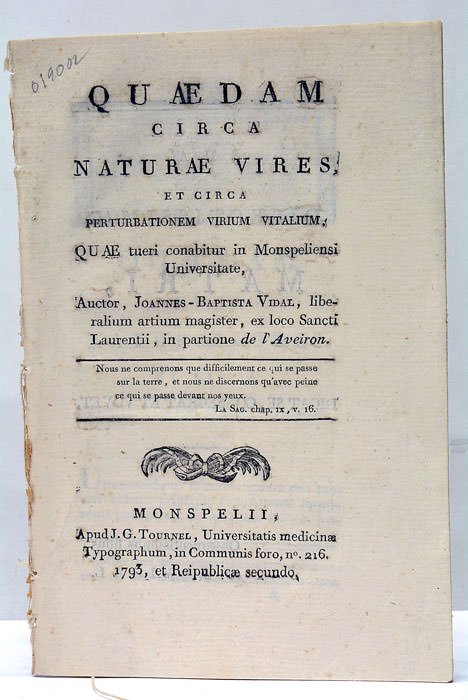 019002
QUÆDAM
CIRCA
NATURÆ VIRES,
ET CIRCA
PERTURBATIONEM VIRIUM VITALIUM,
QUÆ tueri conabitur in Monspeliensi
Universitate,
Auctor, JOANNES-BAPTISTA VIDAL, libe-
ralium artium magister, ex loco Sancti
Laurentii, in partione de l'Aveiron.
Nous ne comprenons que difficilement ce qui se passe
sur la terre, et nous ne discernons qu'avec peine
ce qui se passe devant nos yeux.
LA SAG. chap. IX, v. 16.
MONSPELII,
Apud J. G. TOURNEL, Universitatis medicinæ
Typographum, in Communis foro, no. 216.
1793, et Reipublicæ secundo,